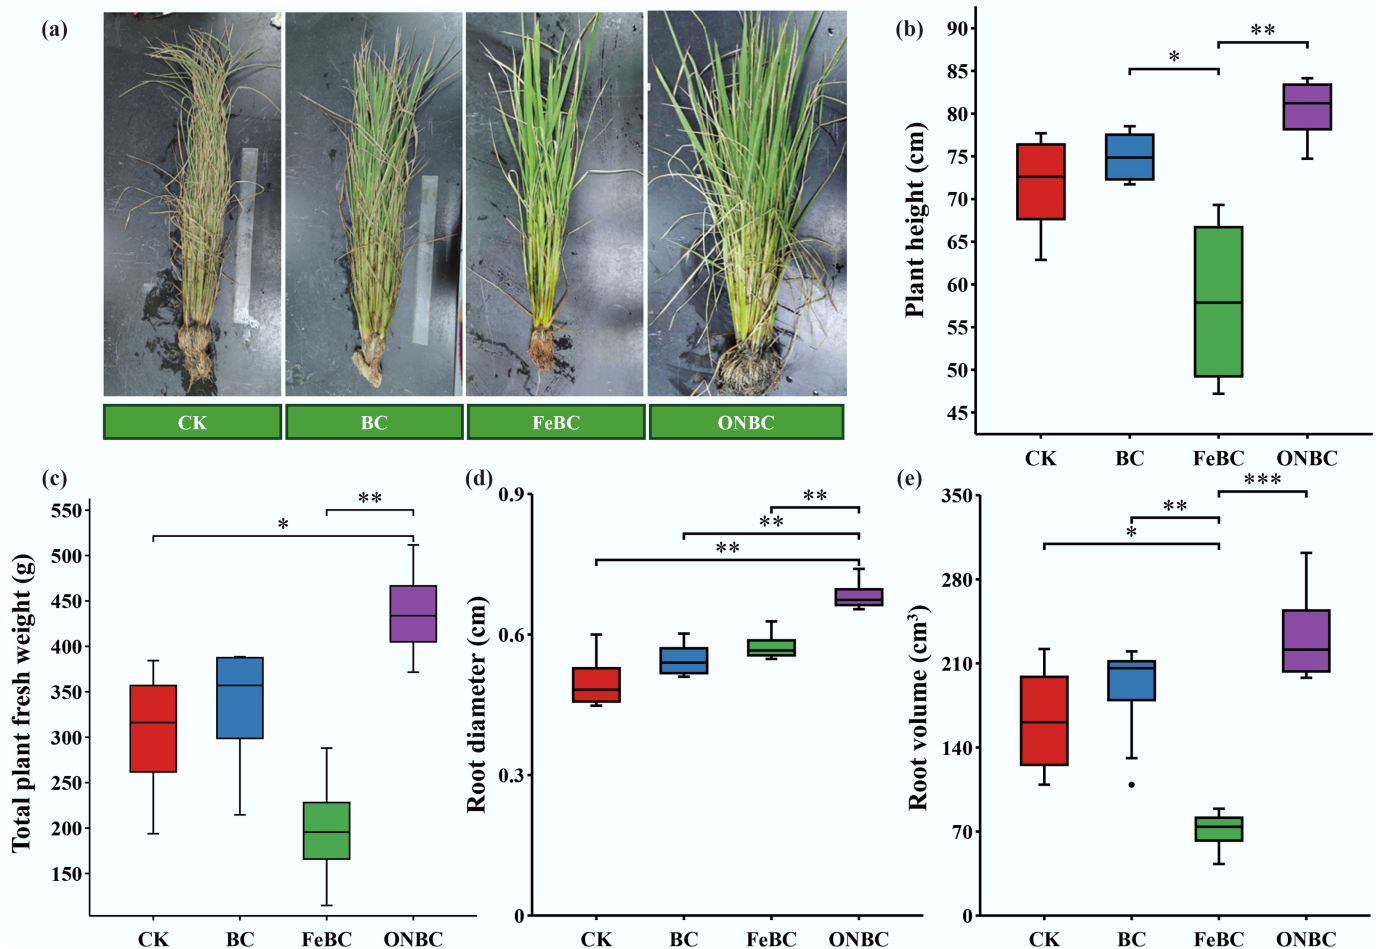 (a)
CK BC FeBC ONBC
(b)
Plant height (cm)
90
85
80
75
70
65
60
55
50
45
* **
CK BC FeBC ONBC
(c)
Total plant fresh weight (g)
550
500
450
400
350
300
250
200
150
* **
CK BC FeBC ONBC
(d)
Root diameter (cm)
0.9
0.6
0.3
0
**
**
**
CK BC FeBC ONBC
(e)
Root volume (cm³)
350
280
210
140
70
0
***
**
*
CK BC FeBC ONBC